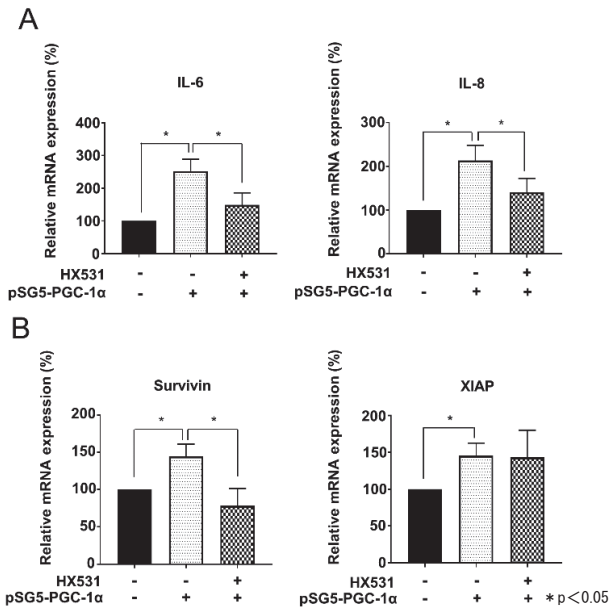 A
IL-6
Relative mRNA expression (%)
400
300
200
100
0
* *
HX531 - - +
pSG5-PGC-1α - + +
IL-8
Relative mRNA expression (%)
300
200
100
0
* *
HX531 - - +
pSG5-PGC-1α - + +
B
Survivin
Relative mRNA expression (%)
200
150
100
50
0
* *
HX531 - - +
pSG5-PGC-1α - + +
XIAP
Relative mRNA expression (%)
200
150
100
50
0
*
HX531 - - +
pSG5-PGC-1α - + +
* p<0.05